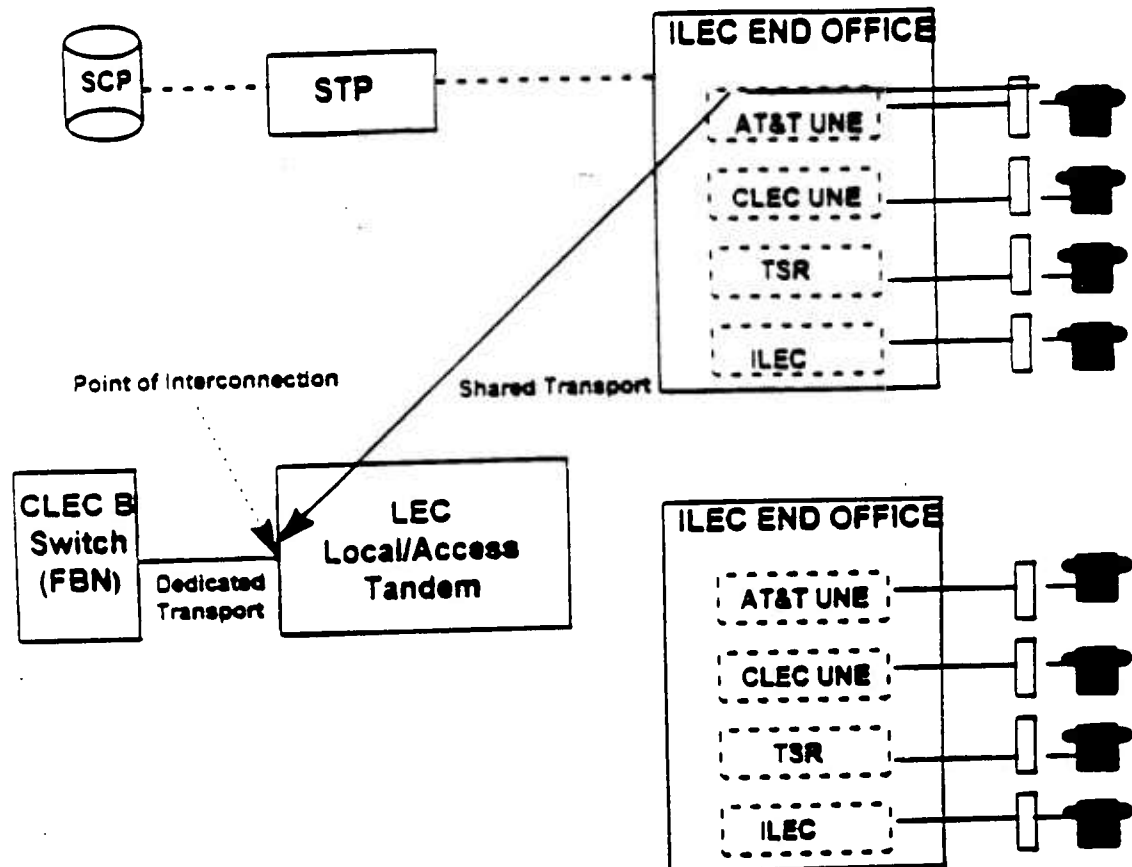 ILEC END OFFICE
SCP
STP
AT&T UNE
CLEC UNE
TSR
ILEC
Point of Interconnection
Shared Transport
CLEC B
Switch
(FBN)
Dedicated
Transport
LEC
Local/Access
Tandem
ILEC END OFFICE
AT&T UNE
CLEC UNE
TSR
ILEC